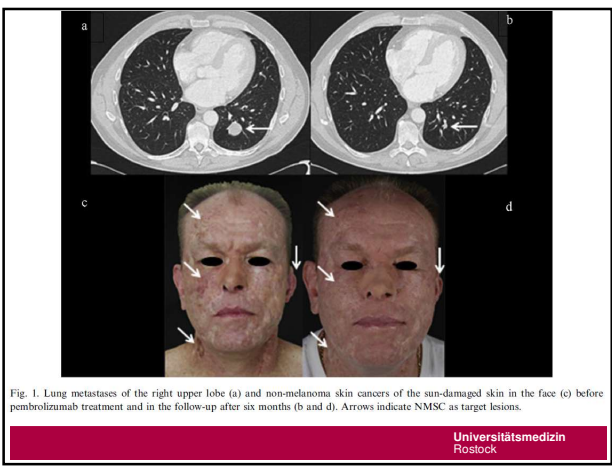 a
b
c
d
Fig. 1. Lung metastases of the right upper lobe (a) and non-melanoma skin cancers of the sun-damaged skin in the face (c) before
pembrolizumab treatment and in the follow-up after six months (b and d). Arrows indicate NMSC as target lesions.
Universitätsmedizin
Rostock